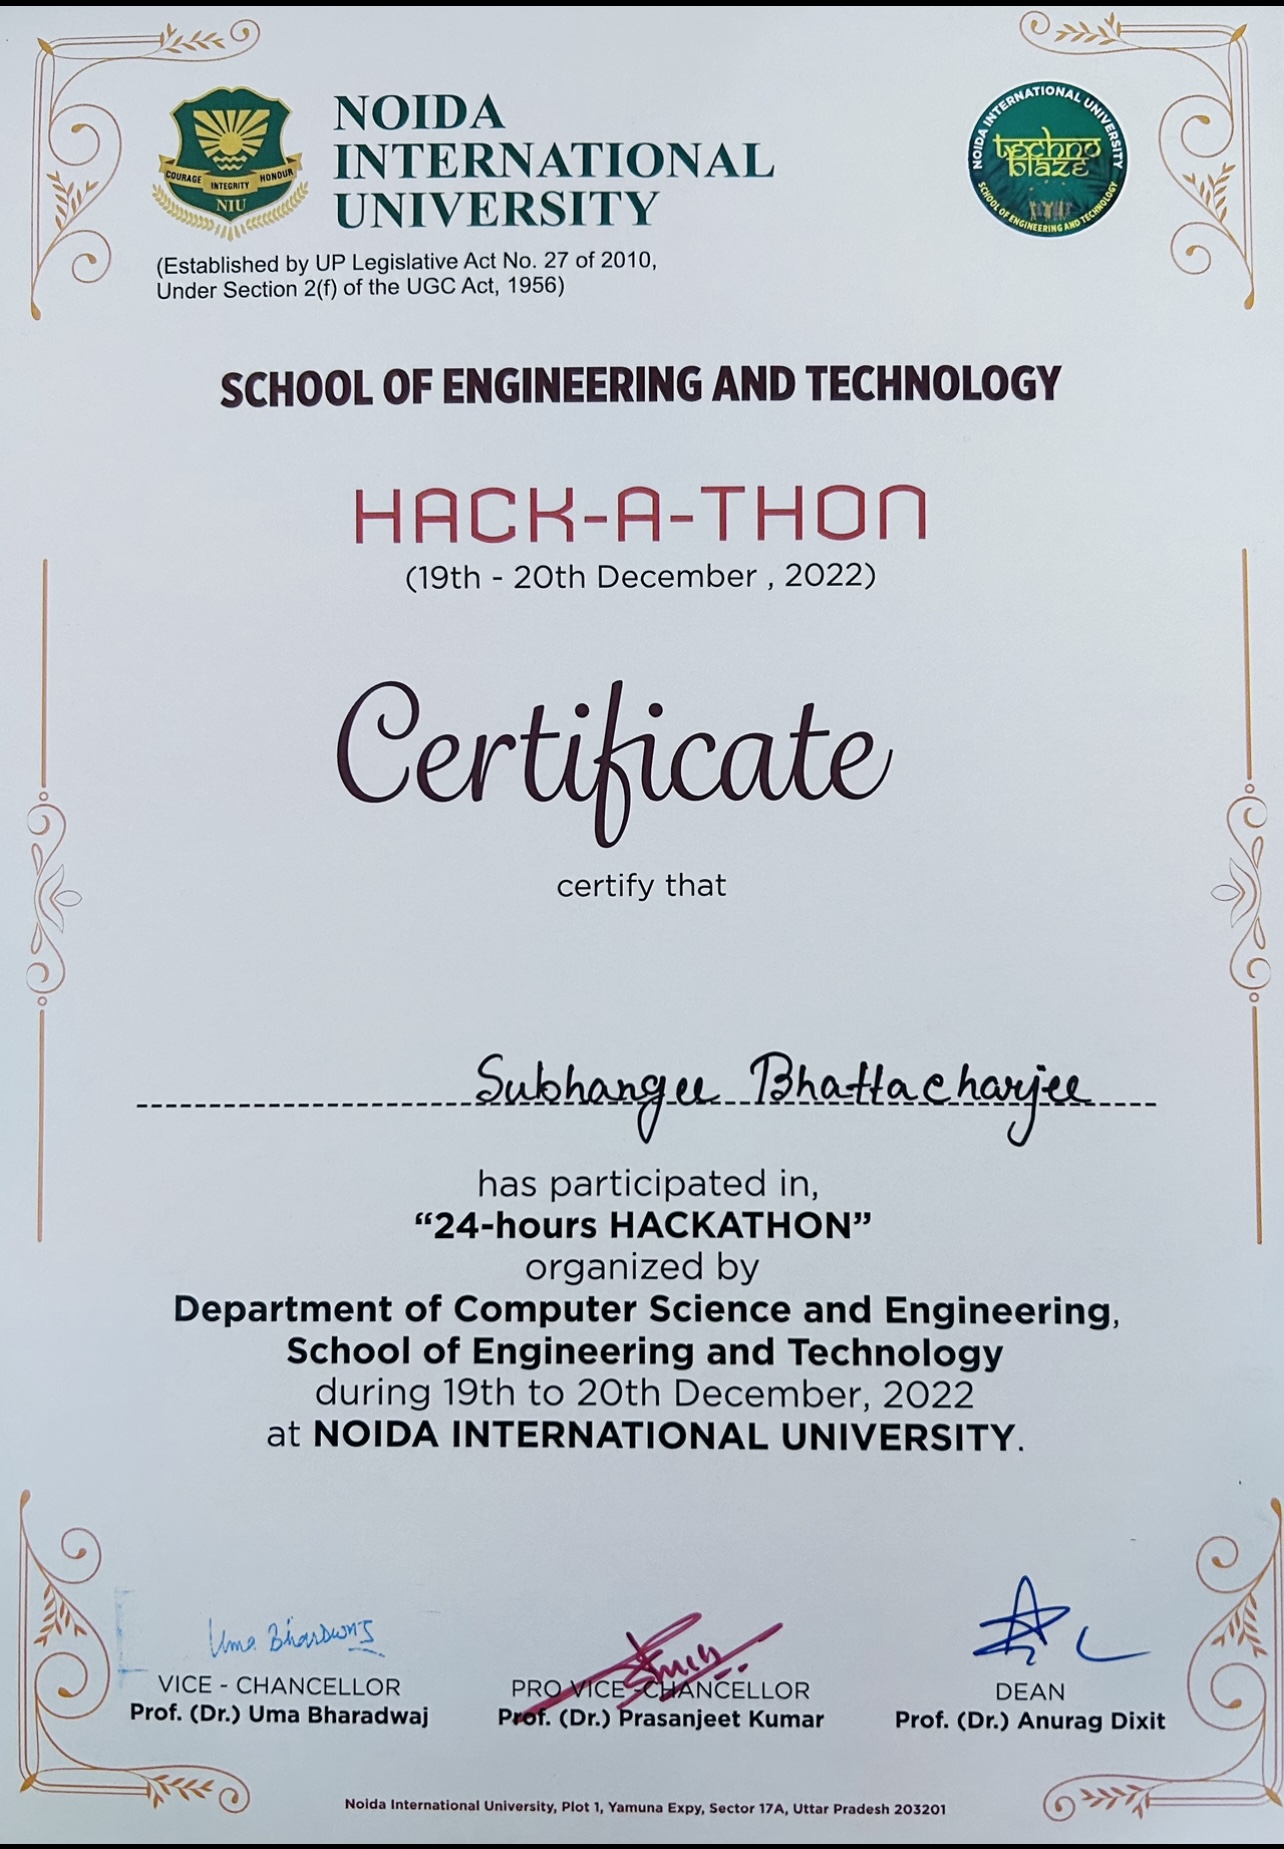 NOIDA
INTERNATIONAL
UNIVERSITY
COURAGE INTEGRITY HONOUR
NIU
NOIDA INTERNATIONAL UNIVERSITY
techno
blaze
SCHOOL OF ENGINEERING AND TECHNOLOGY
(Established by UP Legislative Act No. 27 of 2010,
Under Section 2(f) of the UGC Act, 1956)
SCHOOL OF ENGINEERING AND TECHNOLOGY
HACK-A-THON
(19th - 20th December , 2022)
Certificate
certify that
Subhangee Bhattacharjee
has participated in,
“24-hours HACKATHON”
organized by
Department of Computer Science and Engineering,
School of Engineering and Technology
during 19th to 20th December, 2022
at NOIDA INTERNATIONAL UNIVERSITY.
VICE - CHANCELLOR
Prof. (Dr.) Uma Bharadwaj
PRO VICE -CHANCELLOR
Prof. (Dr.) Prasanjeet Kumar
DEAN
Prof. (Dr.) Anurag Dixit
Noida International University, Plot 1, Yamuna Expy, Sector 17A, Uttar Pradesh 203201